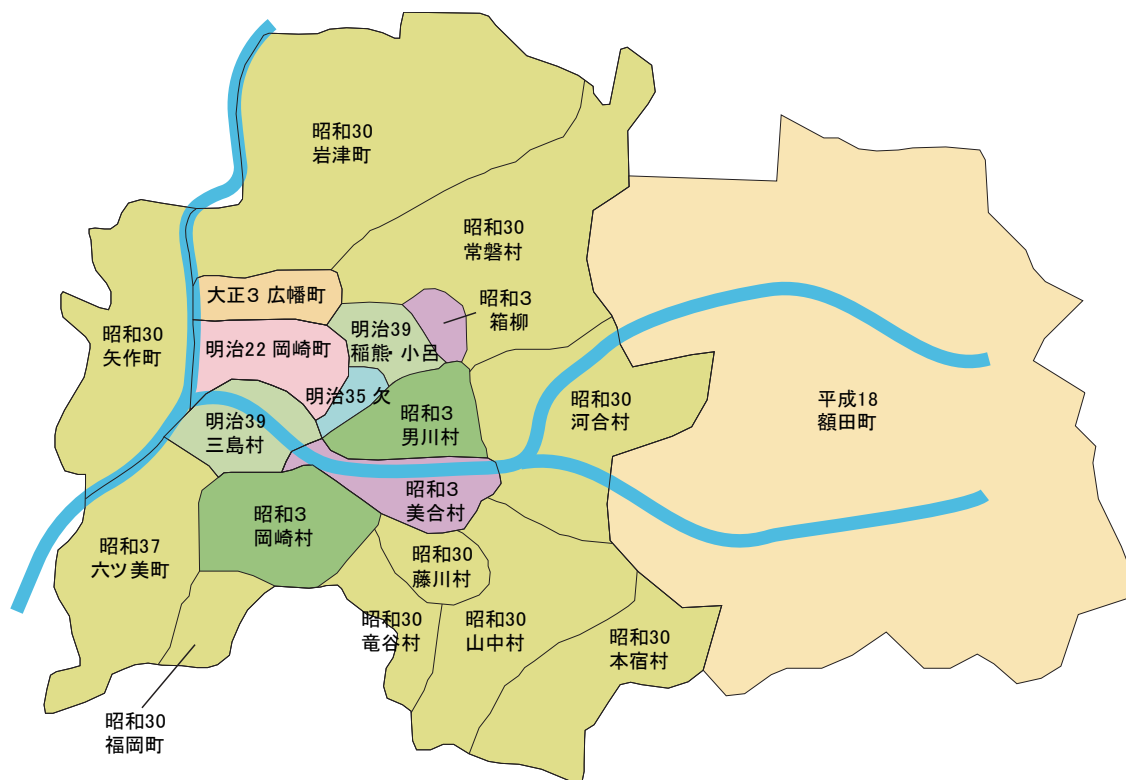 昭和30
岩津町
昭和30
常磐村
大正3 広幡町
昭和3
箱柳
昭和30
矢作町
明治39
稲熊・小呂
明治22 岡崎町
明治35 欠
昭和3
男川村
昭和30
河合村
平成18
額田町
明治39
三島村
昭和3
美合村
昭和3
岡崎村
昭和37
六ツ美町
昭和30
藤川村
昭和30
竜谷村
昭和30
山中村
昭和30
本宿村
昭和30
福岡町